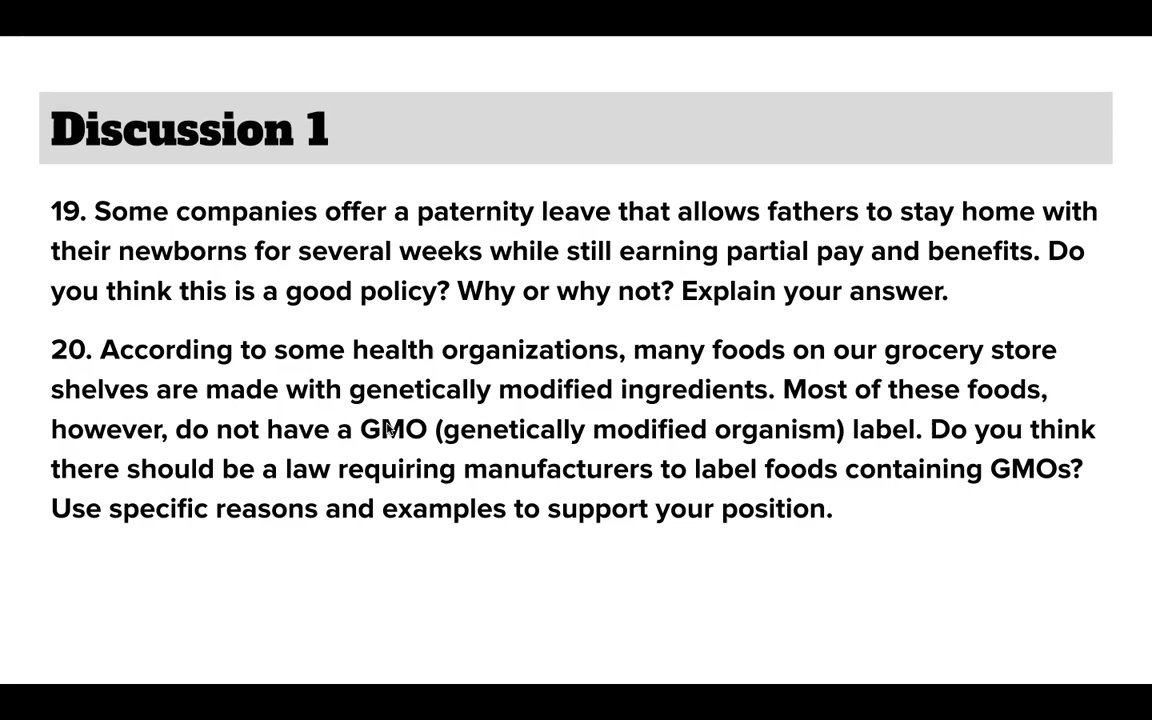 Discussion 1
19. Some companies offer a paternity leave that allows fathers to stay home with
their newborns for several weeks while still earning partial pay and benefits. Do
you think this is a good policy? Why or why not? Explain your answer.
20. According to some health organizations, many foods on our grocery store
shelves are made with genetically modified ingredients. Most of these foods,
however, do not have a GMO (genetically modified organism) label. Do you think
there should be a law requiring manufacturers to label foods containing GMOs?
Use specific reasons and examples to support your position.